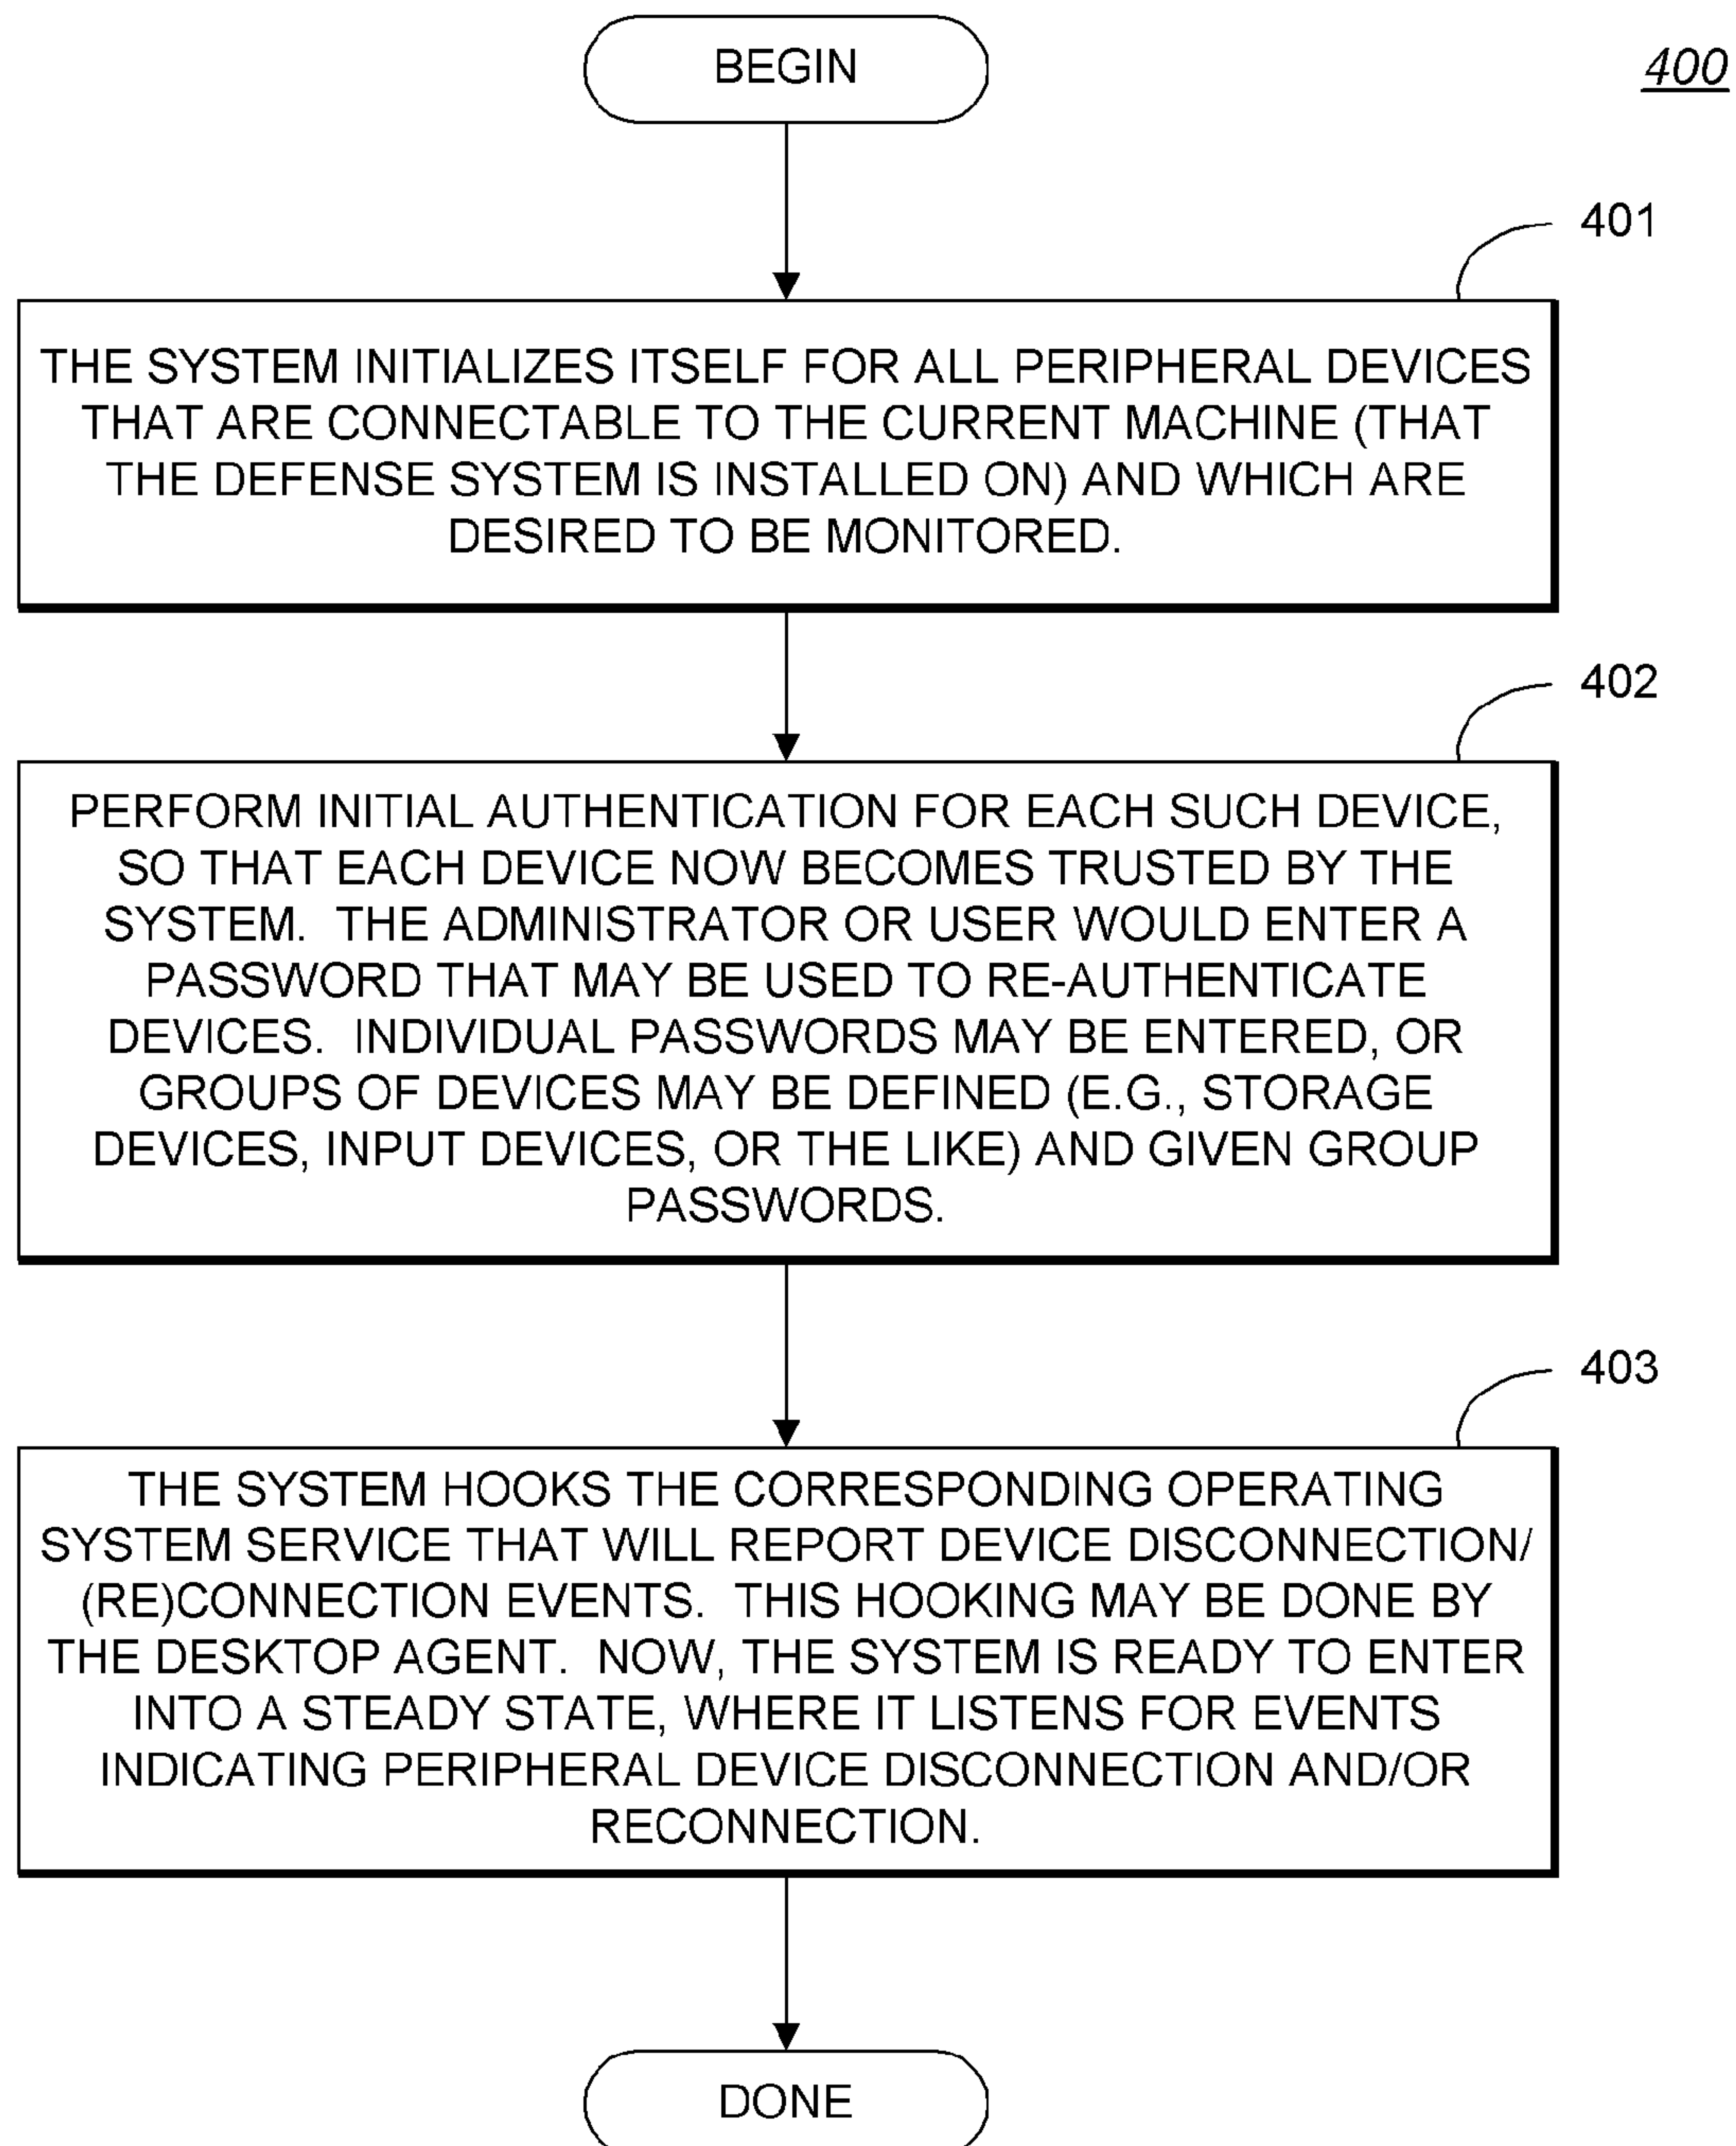 BEGIN
400
401
THE SYSTEM INITIALIZES ITSELF FOR ALL PERIPHERAL DEVICES
THAT ARE CONNECTABLE TO THE CURRENT MACHINE (THAT
THE DEFENSE SYSTEM IS INSTALLED ON) AND WHICH ARE
DESIRED TO BE MONITORED.
402
PERFORM INITIAL AUTHENTICATION FOR EACH SUCH DEVICE,
SO THAT EACH DEVICE NOW BECOMES TRUSTED BY THE
SYSTEM.  THE ADMINISTRATOR OR USER WOULD ENTER A
PASSWORD THAT MAY BE USED TO RE-AUTHENTICATE
DEVICES.  INDIVIDUAL PASSWORDS MAY BE ENTERED, OR
GROUPS OF DEVICES MAY BE DEFINED (E.G., STORAGE
DEVICES, INPUT DEVICES, OR THE LIKE) AND GIVEN GROUP
PASSWORDS.
403
THE SYSTEM HOOKS THE CORRESPONDING OPERATING
SYSTEM SERVICE THAT WILL REPORT DEVICE DISCONNECTION/
(RE)CONNECTION EVENTS.  THIS HOOKING MAY BE DONE BY
THE DESKTOP AGENT.  NOW, THE SYSTEM IS READY TO ENTER
INTO A STEADY STATE, WHERE IT LISTENS FOR EVENTS
INDICATING PERIPHERAL DEVICE DISCONNECTION AND/OR
RECONNECTION.
DONE